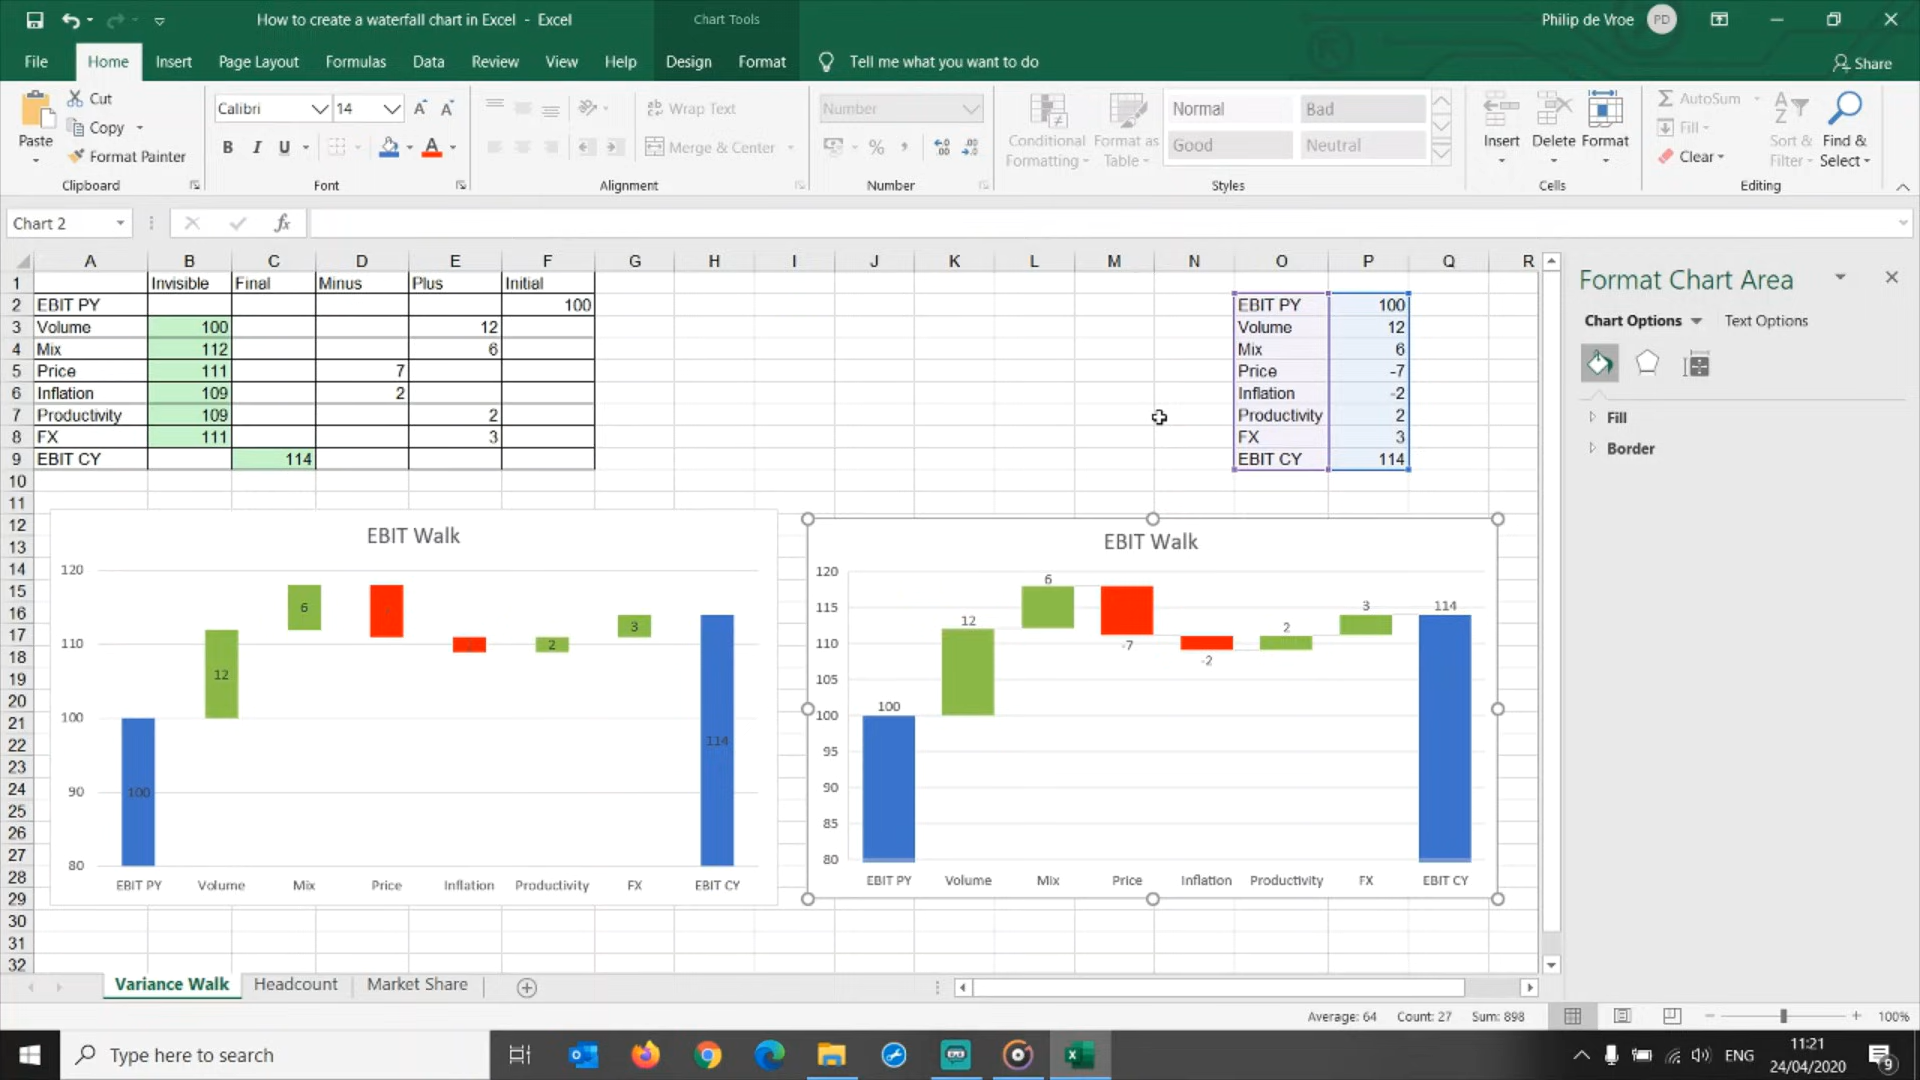 How to create a waterfall chart in Excel - Excel
Chart Tools
Philip de Vroe
PD
File
Home
Insert
Page Layout
Formulas
Data
Review
View
Help
Design
Format
Tell me what you want to do
Share
Paste
Cut
Copy
Format Painter
Clipboard
Calibri
14
B I U
Font
Wrap Text
Merge & Center
Alignment
Number
%
Number
Conditional Formatting
Format as Table
Normal
Bad
Good
Neutral
Styles
Insert
Delete
Format
Cells
AutoSum
Fill
Clear
Sort & Filter
Find & Select
Editing
Chart 2
fx
A B C D E F G H I J K L M N O P Q R
1 Invisible Final Minus Plus Initial
2 EBIT PY 100 EBIT PY 100
3 Volume 100 12 Volume 12
4 Mix 112 6 Mix 6
5 Price 111 7 Price -7
6 Inflation 109 2 Inflation -2
7 Productivity 109 2 Productivity 2
8 FX 111 3 FX 3
9 EBIT CY 114 EBIT CY 114
10
11
12
13
14
15
16
17
18
19
20
21
22
23
24
25
26
27
28
29
30
31
32
EBIT Walk
120
110
100
90
80
100
12
6
2
3
114
EBIT PY Volume Mix Price Inflation Productivity FX EBIT CY
EBIT Walk
120
115
110
105
100
95
90
85
80
100
12
6
-7
-2
2
3
114
EBIT PY Volume Mix Price Inflation Productivity FX EBIT CY
Format Chart Area
Chart Options
Text Options
Fill
Border
Variance Walk
Headcount
Market Share
Average: 64 Count: 27 Sum: 898
100%
Type here to search
ENG
11:21
24/04/2020
9